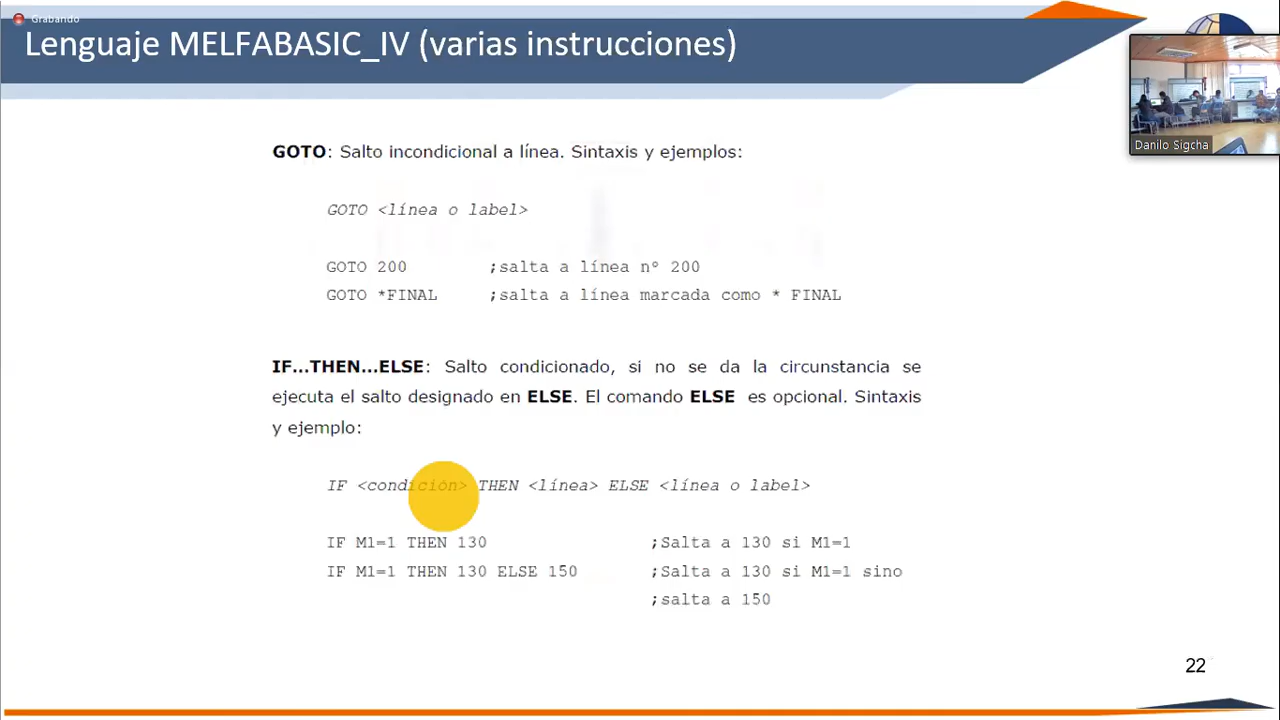 Grabando
Lenguaje MELFABASIC_IV (varias instrucciones)
Danilo Sigcha
GOTO: Salto incondicional a línea. Sintaxis y ejemplos:
GOTO <línea o label>
GOTO 200 ;salta a línea nº 200
GOTO *FINAL ;salta a línea marcada como * FINAL
IF...THEN...ELSE: Salto condicionado, si no se da la circunstancia se
ejecuta el salto designado en ELSE. El comando ELSE es opcional. Sintaxis
y ejemplo:
IF <condición> THEN <línea> ELSE <línea o label>
IF M1=1 THEN 130 ;Salta a 130 si M1=1
IF M1=1 THEN 130 ELSE 150 ;Salta a 130 si M1=1 sino
;salta a 150
22